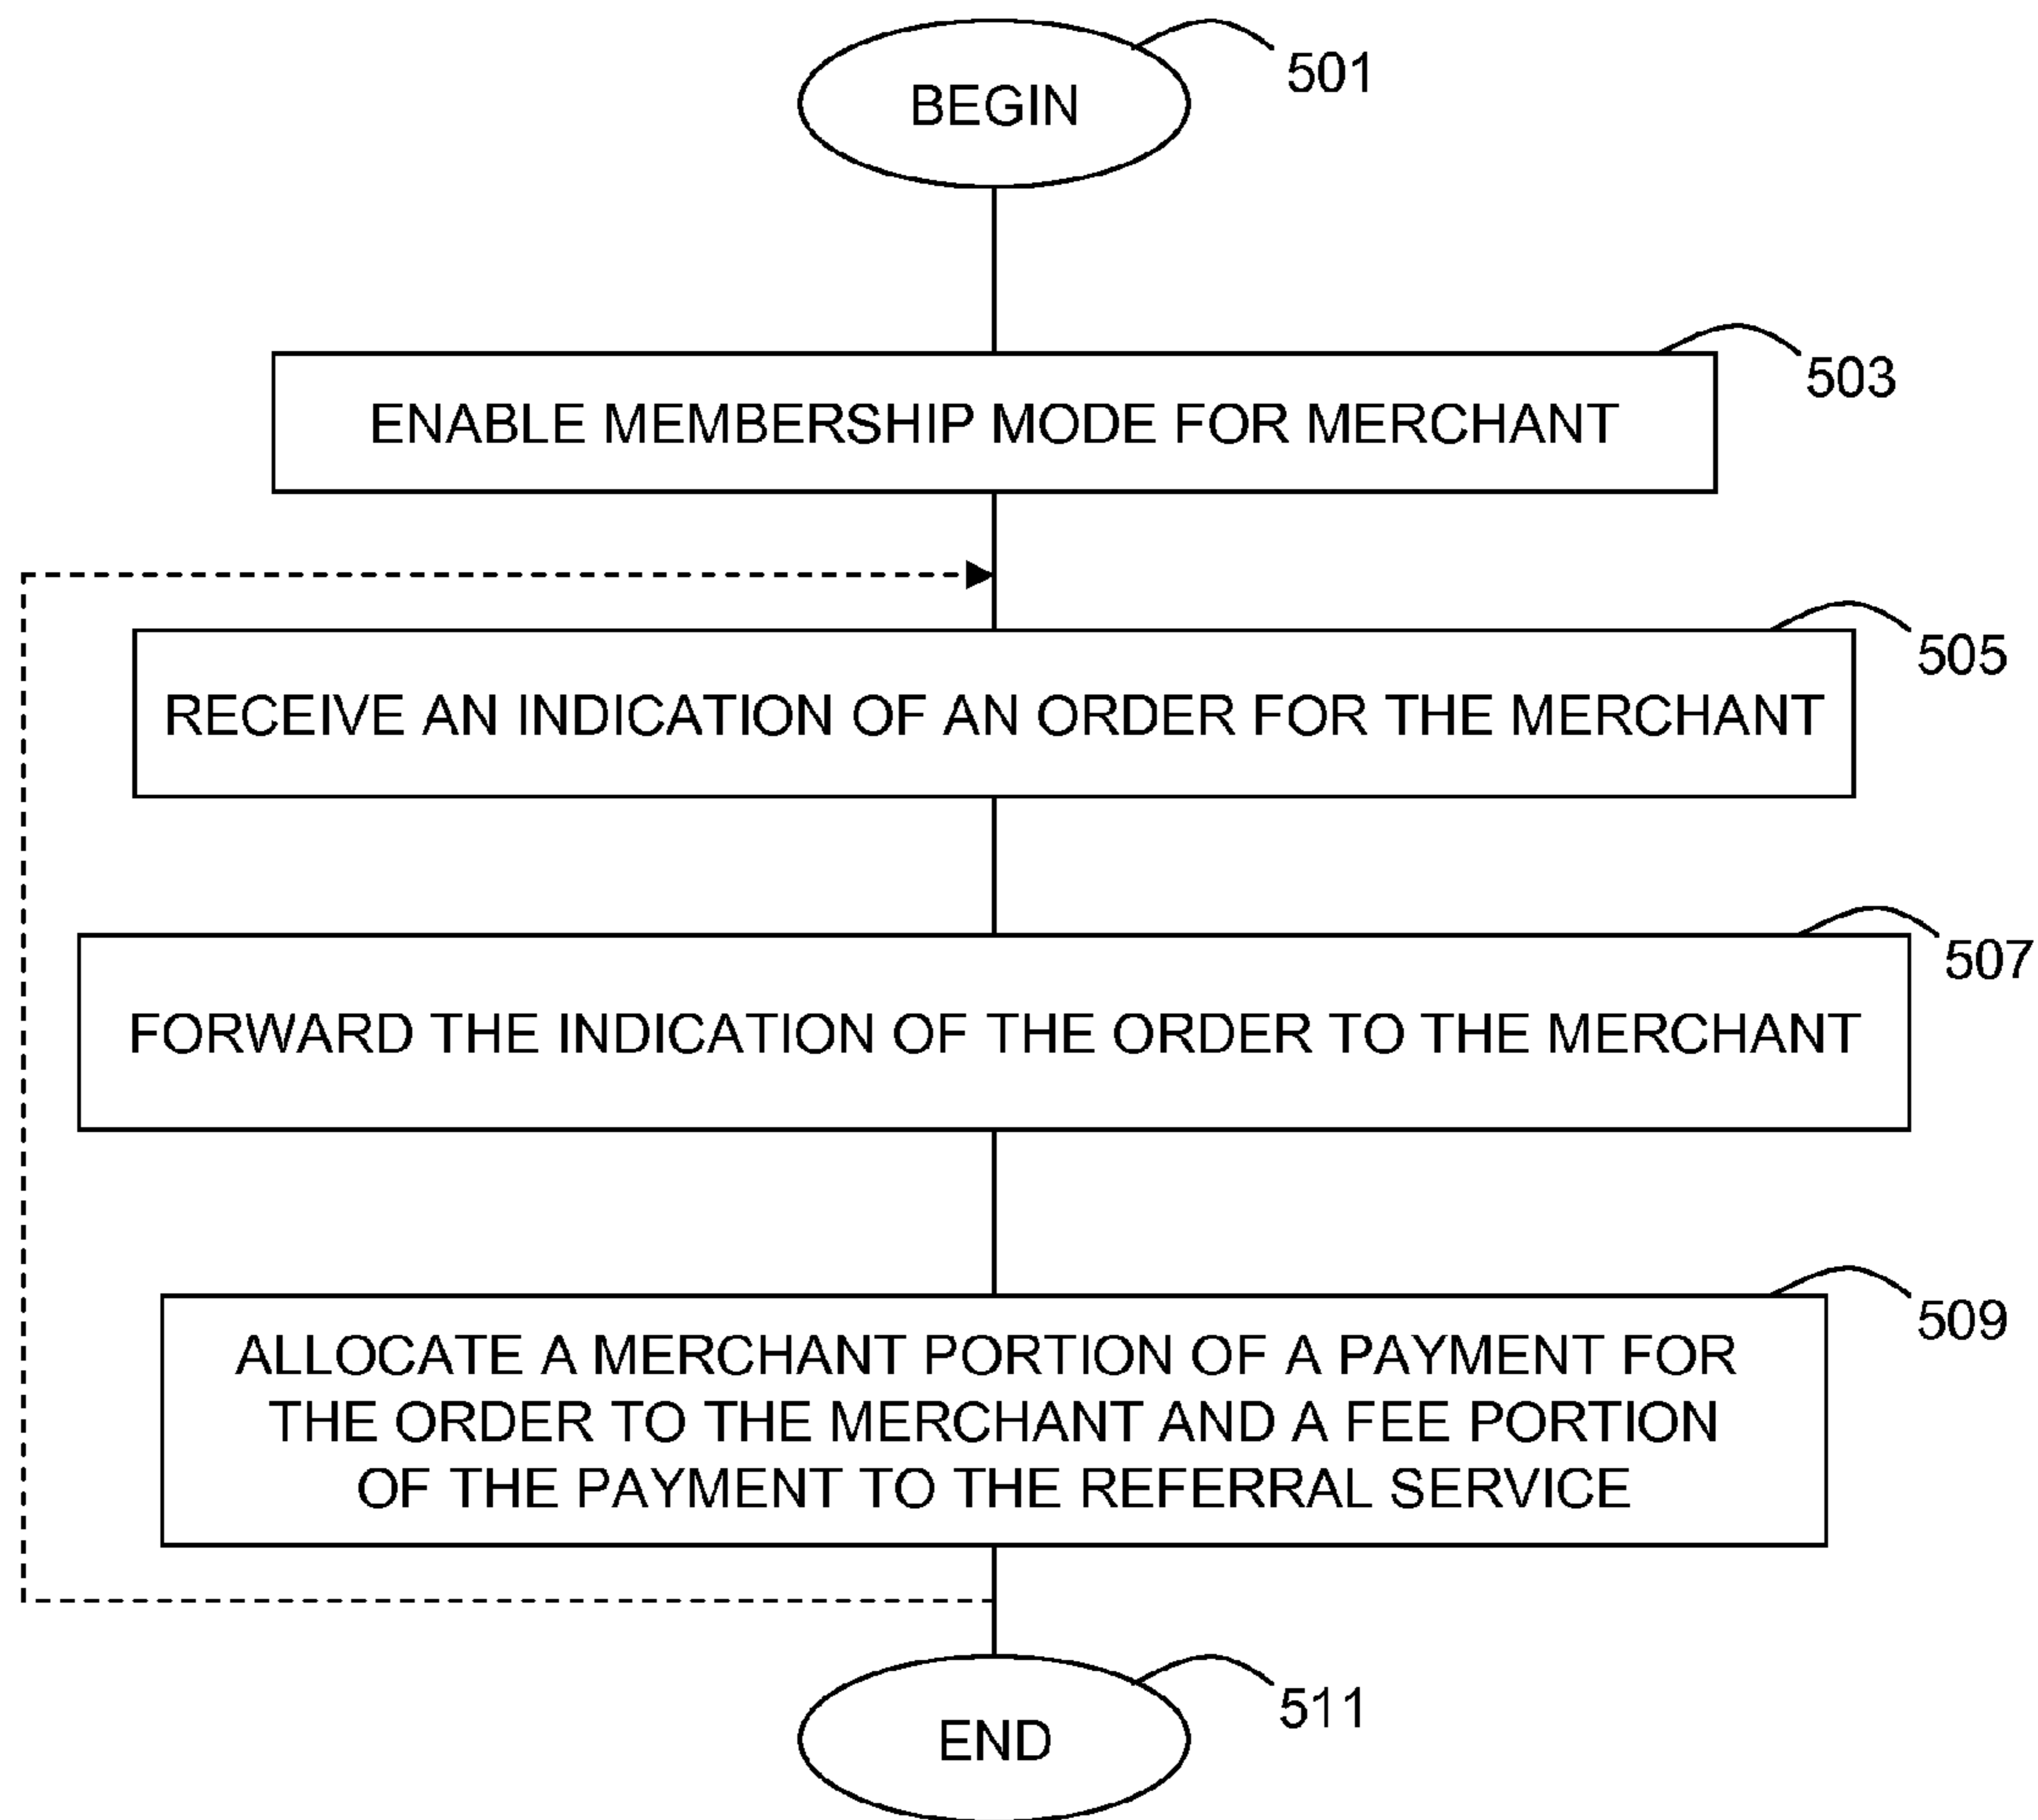 BEGIN
501
ENABLE MEMBERSHIP MODE FOR MERCHANT
503
RECEIVE AN INDICATION OF AN ORDER FOR THE MERCHANT
505
FORWARD THE INDICATION OF THE ORDER TO THE MERCHANT
507
ALLOCATE A MERCHANT PORTION OF A PAYMENT FOR
THE ORDER TO THE MERCHANT AND A FEE PORTION
OF THE PAYMENT TO THE REFERRAL SERVICE
509
END
511